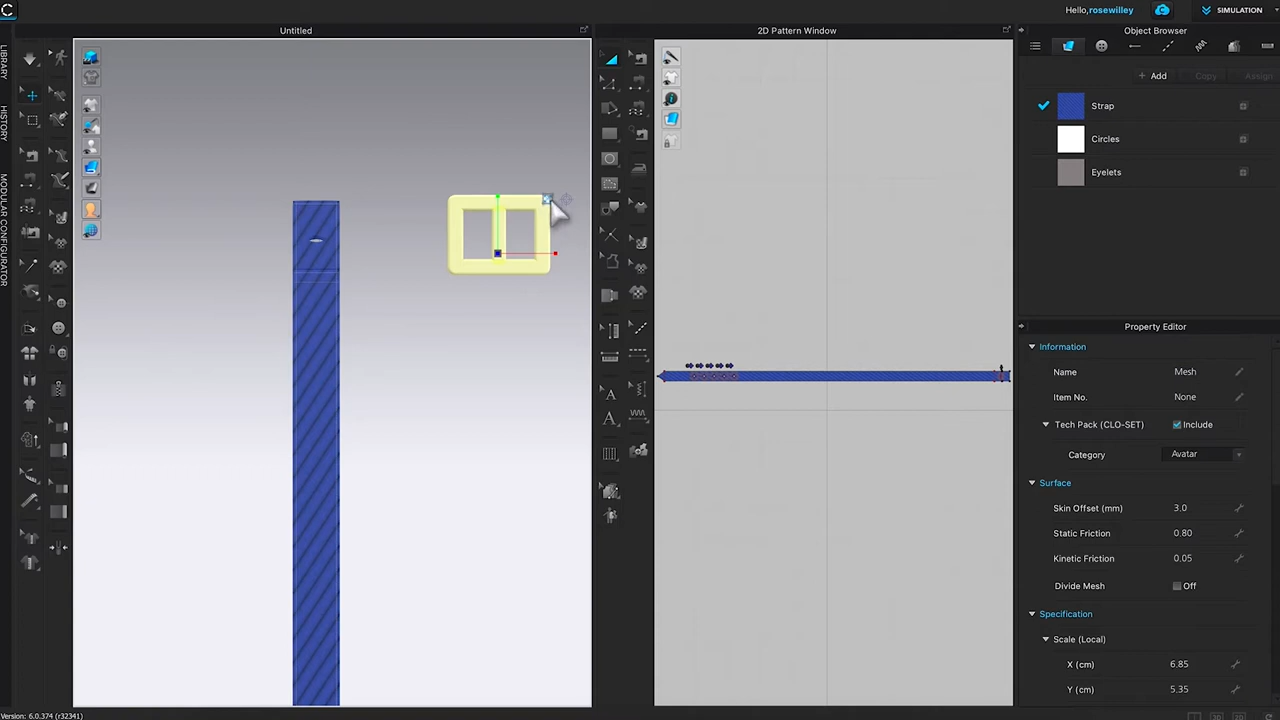 Hello,rosewilley
SIMULATION
Untitled
2D Pattern Window
Object Browser
LIBRARY
HISTORY
MODULAR CONFIGURATOR
+ Add
Copy
Assign
Strap
Circles
Eyelets
Property Editor
Information
Name
Mesh
Item No.
None
Tech Pack (CLO-SET)
Include
Category
Avatar
Surface
Skin Offset (mm)
3.0
Static Friction
0.80
Kinetic Friction
0.05
Divide Mesh
Off
Specification
Scale (Local)
X (cm)
6.85
Y (cm)
5.35
Version: 6.0.374 (r32341)